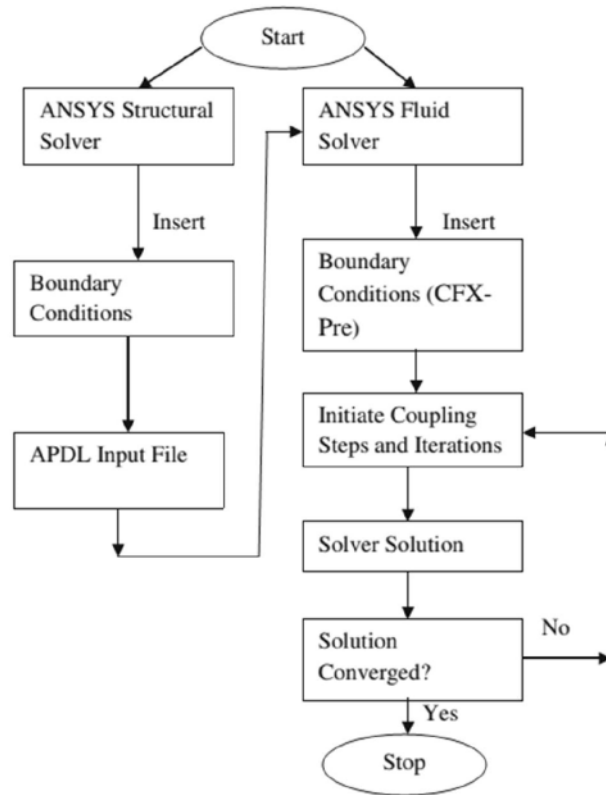 Start
ANSYS Structural
Solver
Insert
Boundary
Conditions
APDL Input File
ANSYS Fluid
Solver
Insert
Boundary
Conditions (CFX-
Pre)
Initiate Coupling
Steps and Iterations
Solver Solution
Solution
Converged?
No
Yes
Stop